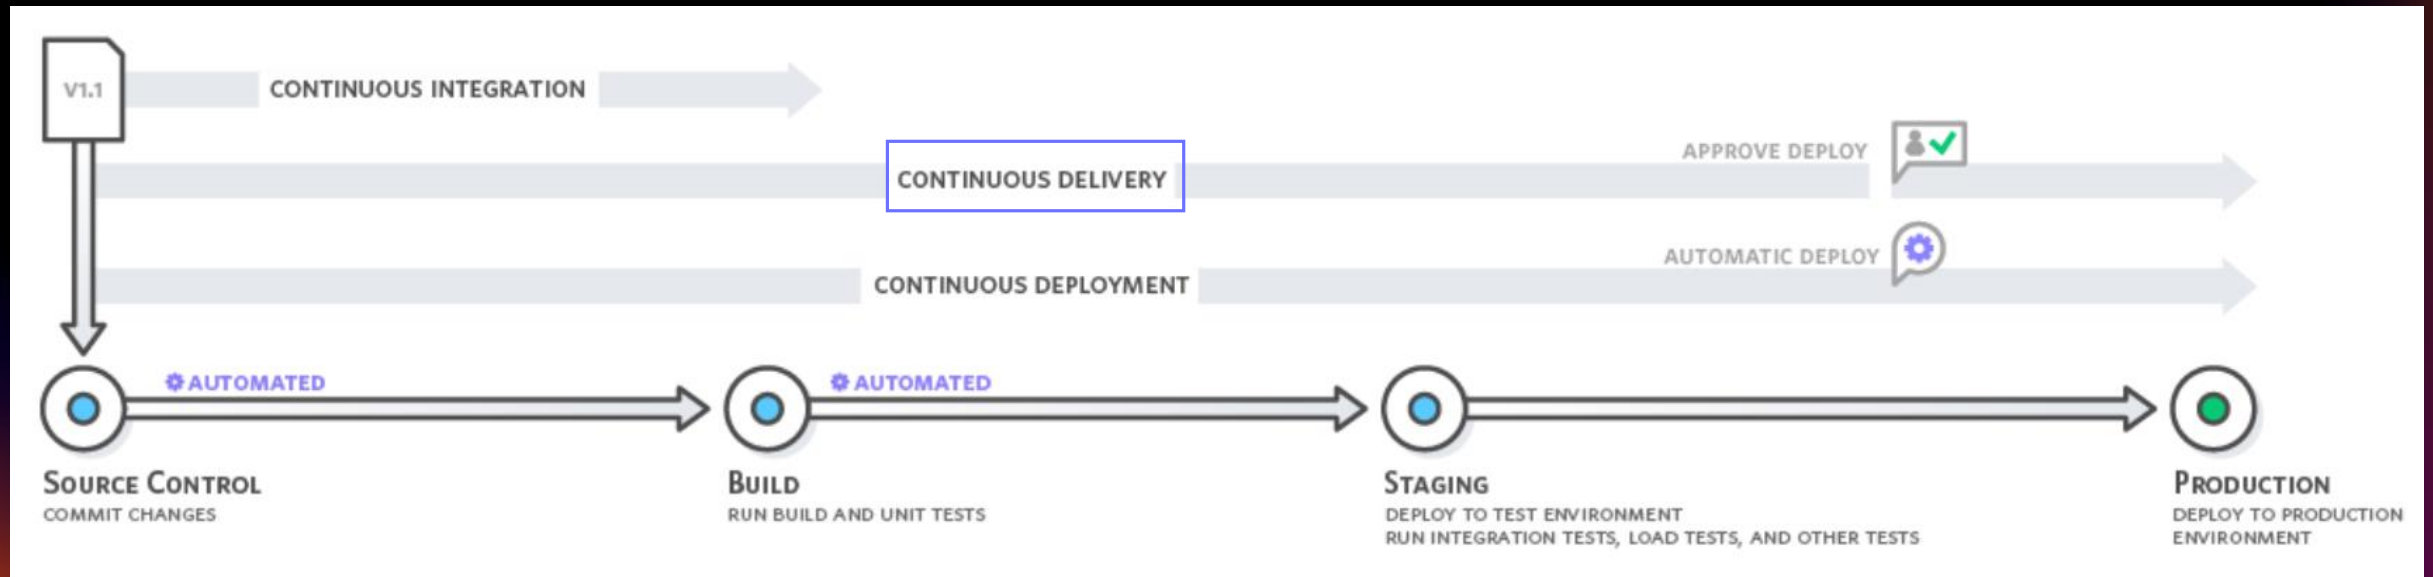 V1.1
CONTINUOUS INTEGRATION
APPROVE DEPLOY
CONTINUOUS DELIVERY
AUTOMATIC DEPLOY
CONTINUOUS DEPLOYMENT
AUTOMATED
AUTOMATED
SOURCE CONTROL
COMMIT CHANGES
BUILD
RUN BUILD AND UNIT TESTS
STAGING
DEPLOY TO TEST ENVIRONMENT
RUN INTEGRATION TESTS, LOAD TESTS, AND OTHER TESTS
PRODUCTION
DEPLOY TO PRODUCTION
ENVIRONMENT